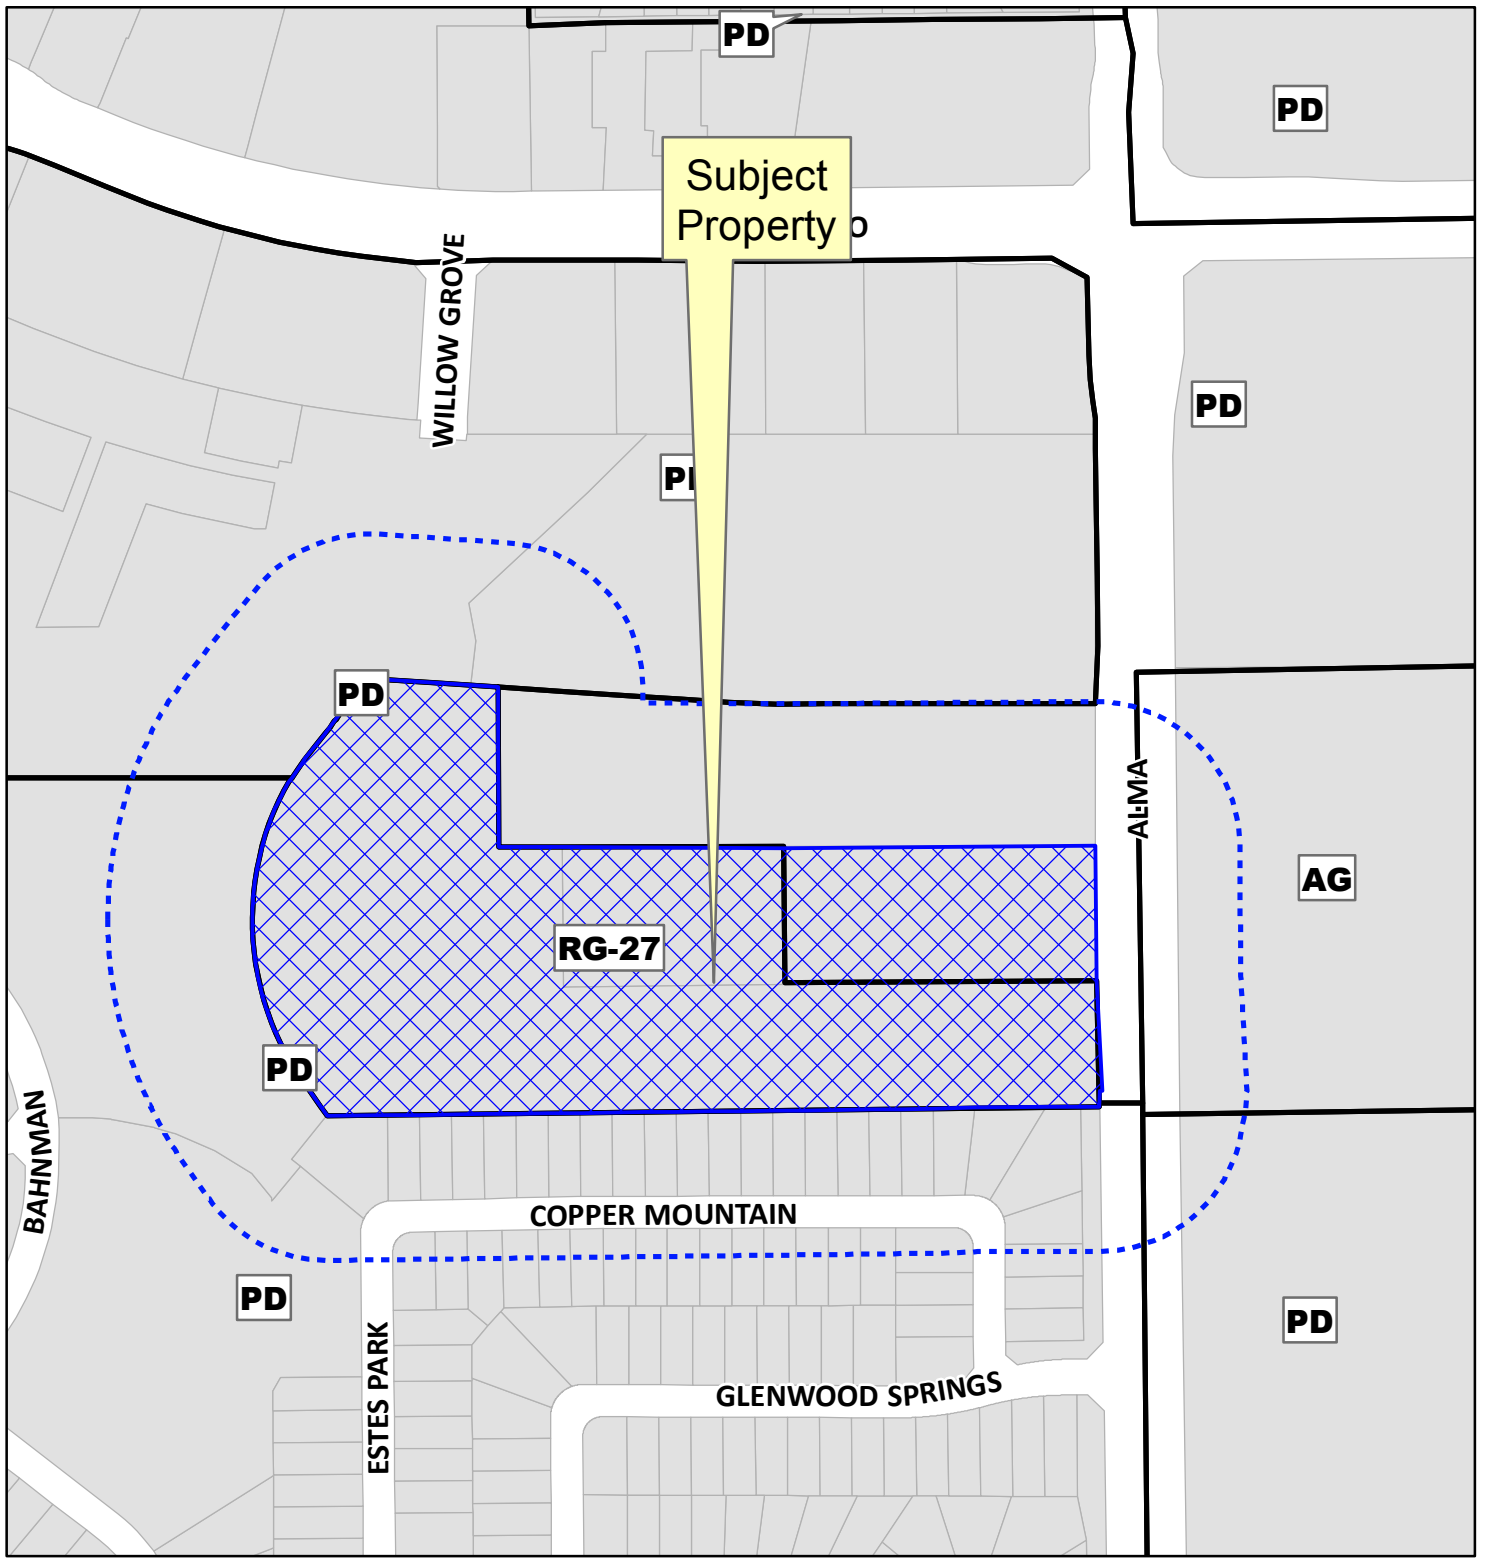 PD
PD
Subject
Property
WILLOW GROVE
PD
PD
ALMA
AG
RG-27
PD
BAHNMAN
COPPER MOUNTAIN
PD
PD
ESTES PARK
GLENWOOD SPRINGS